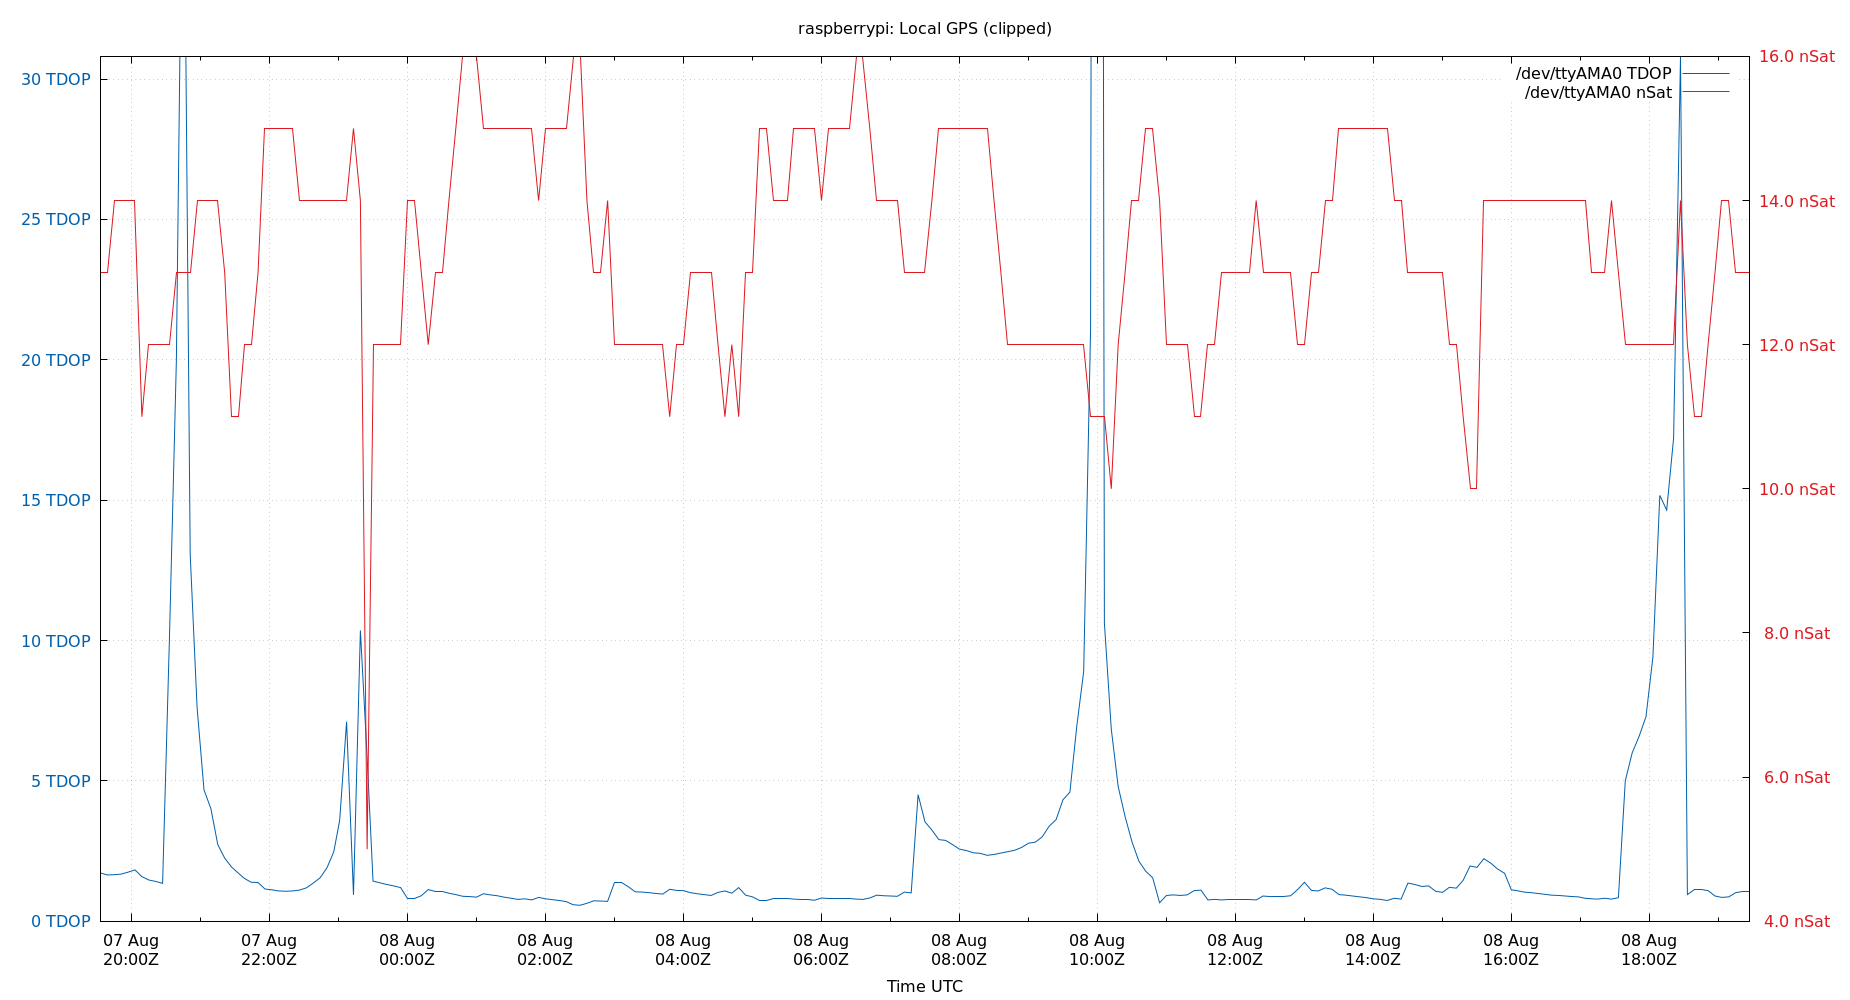 raspberrypi: Local GPS (clipped)
30 TDOP
25 TDOP
20 TDOP
15 TDOP
10 TDOP
5 TDOP
0 TDOP
16.0 nSat
14.0 nSat
12.0 nSat
10.0 nSat
8.0 nSat
6.0 nSat
4.0 nSat
/dev/ttyAMA0 TDOP
/dev/ttyAMA0 nSat
07 Aug
20:00Z
07 Aug
22:00Z
08 Aug
00:00Z
08 Aug
02:00Z
08 Aug
04:00Z
08 Aug
06:00Z
08 Aug
08:00Z
08 Aug
10:00Z
08 Aug
12:00Z
08 Aug
14:00Z
08 Aug
16:00Z
08 Aug
18:00Z
Time UTC